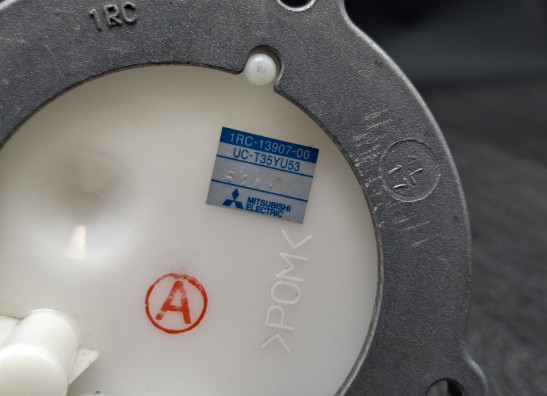 1RC
1RC-13907-00
UC-T35YU53
MITSUBISHI
ELECTRIC
>POM<
A